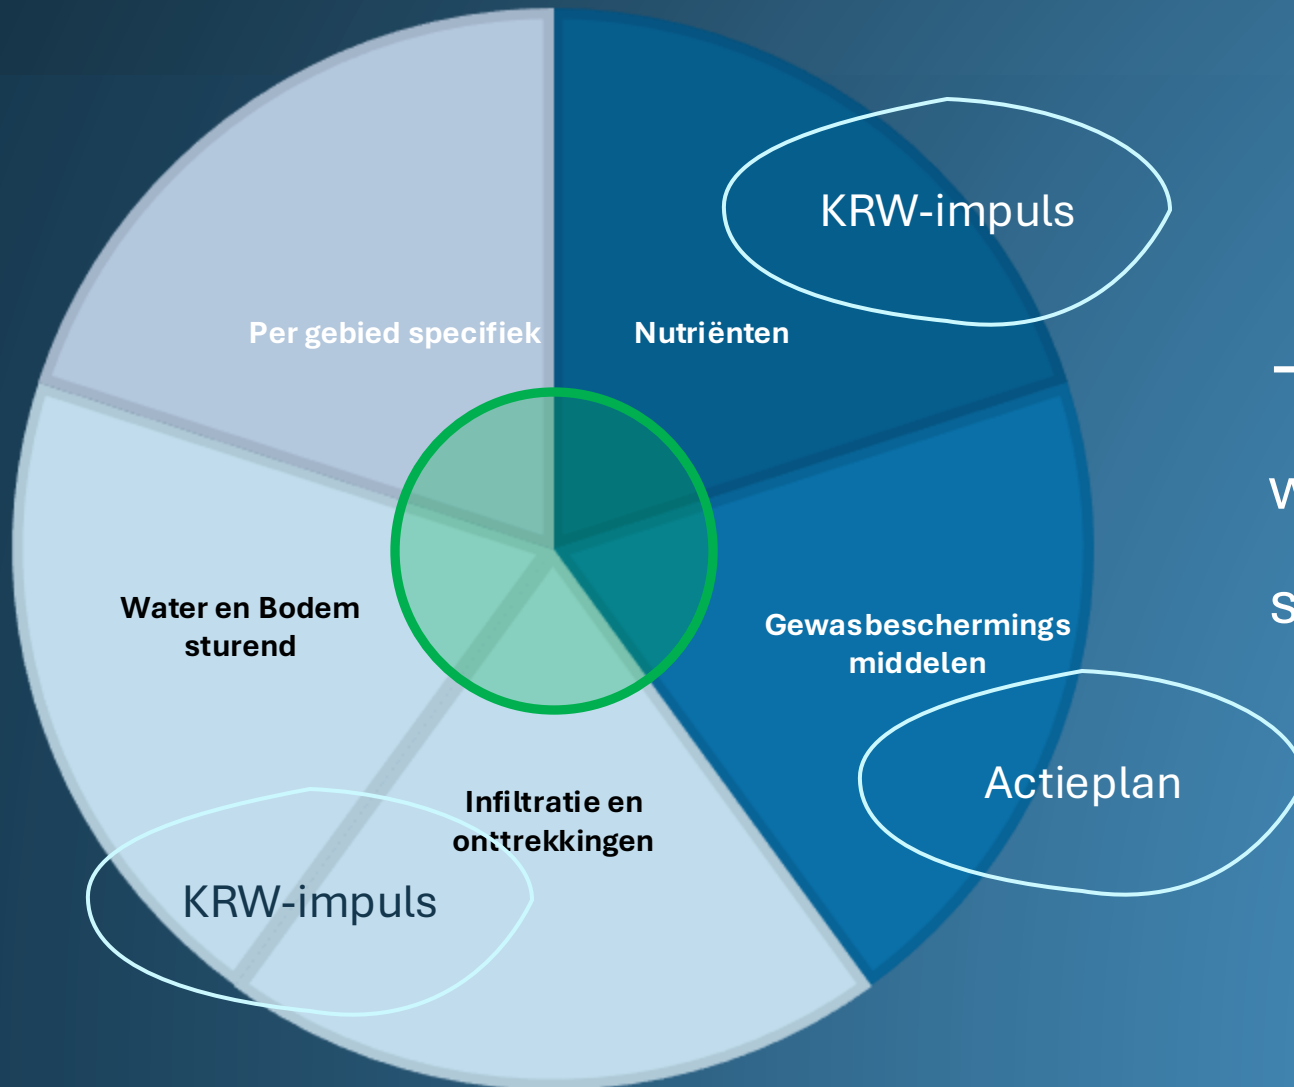 KRW-impuls
Per gebied specifiek
Nutriënten
Water en Bodem
sturend
Gewasbeschermings
middelen
Actieplan
Infiltratie en
onttrekkingen
KRW-impuls